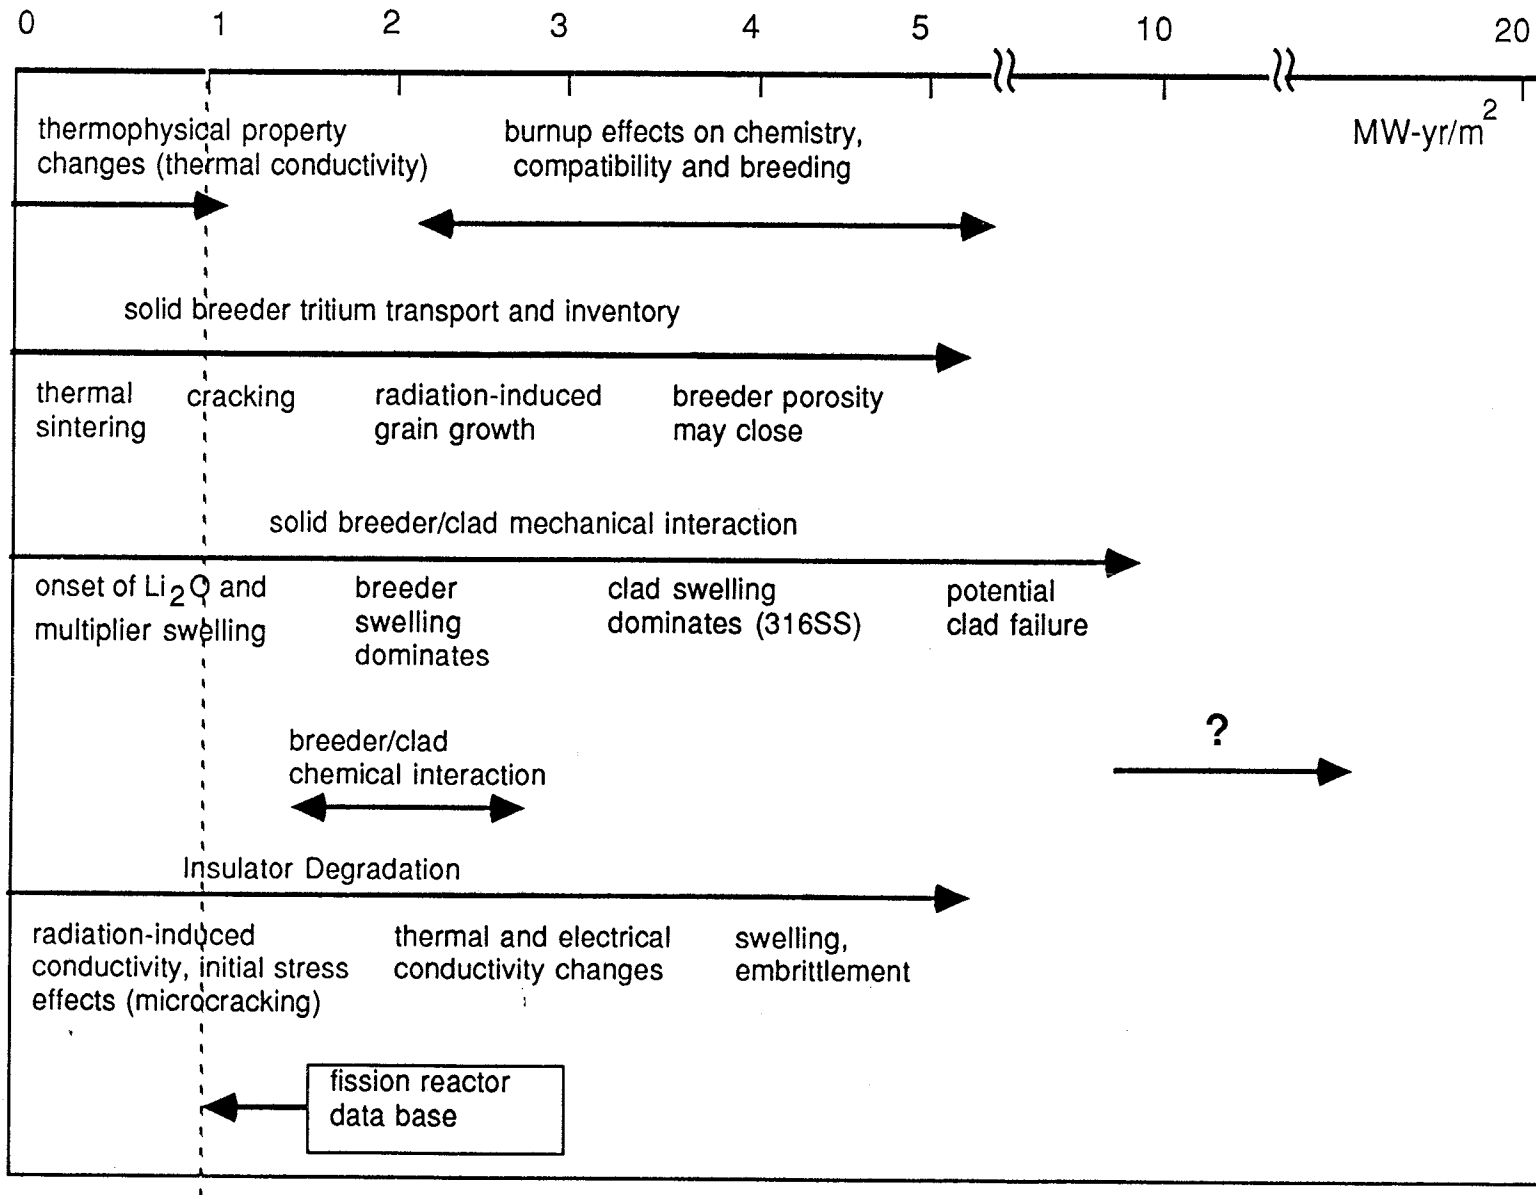 0 1 2 3 4 5 10 20
MW-yr/m2
thermophysical property
changes (thermal conductivity)
burnup effects on chemistry,
compatibility and breeding
solid breeder tritium transport and inventory
thermal
sintering
cracking
radiation-induced
grain growth
breeder porosity
may close
solid breeder/clad mechanical interaction
onset of Li2O and
multiplier swelling
breeder
swelling
dominates
clad swelling
dominates (316SS)
potential
clad failure
breeder/clad
chemical interaction
?
Insulator Degradation
radiation-induced
conductivity, initial stress
effects (microcracking)
thermal and electrical
conductivity changes
swelling,
embrittlement
fission reactor
data base